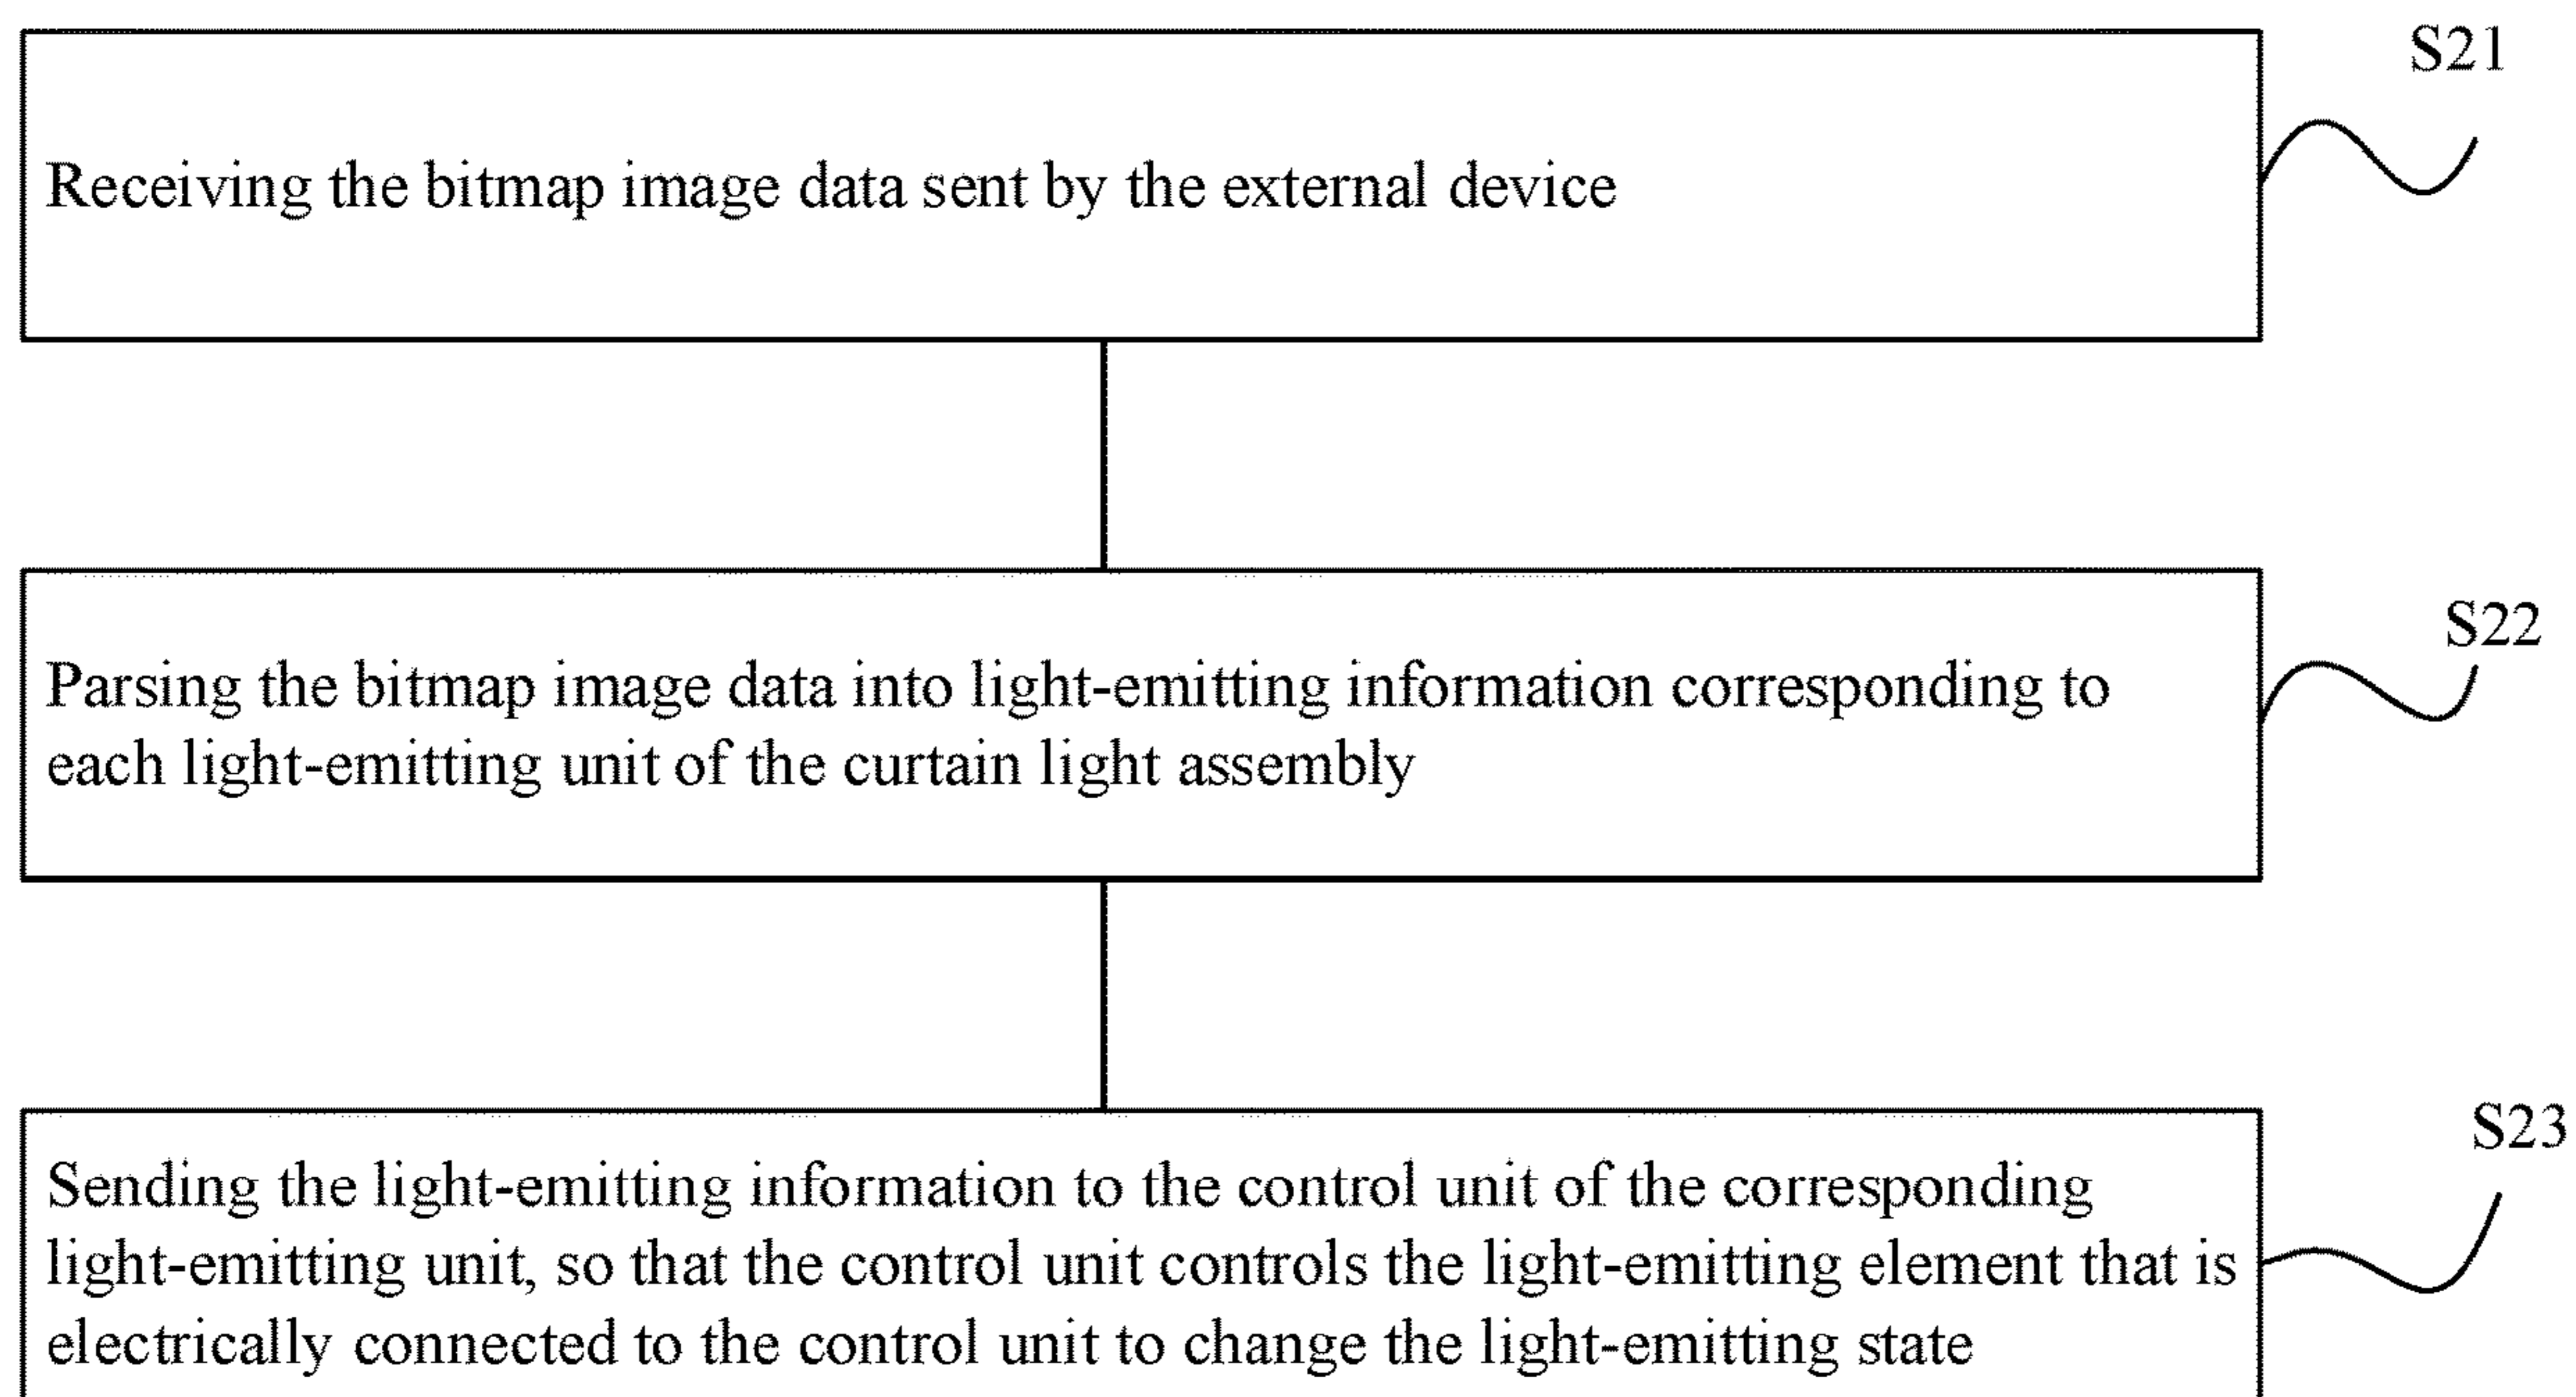 S21
Receiving the bitmap image data sent by the external device
S22
Parsing the bitmap image data into light-emitting information corresponding to
each light-emitting unit of the curtain light assembly
S23
Sending the light-emitting information to the control unit of the corresponding
light-emitting unit, so that the control unit controls the light-emitting element that is
electrically connected to the control unit to change the light-emitting state